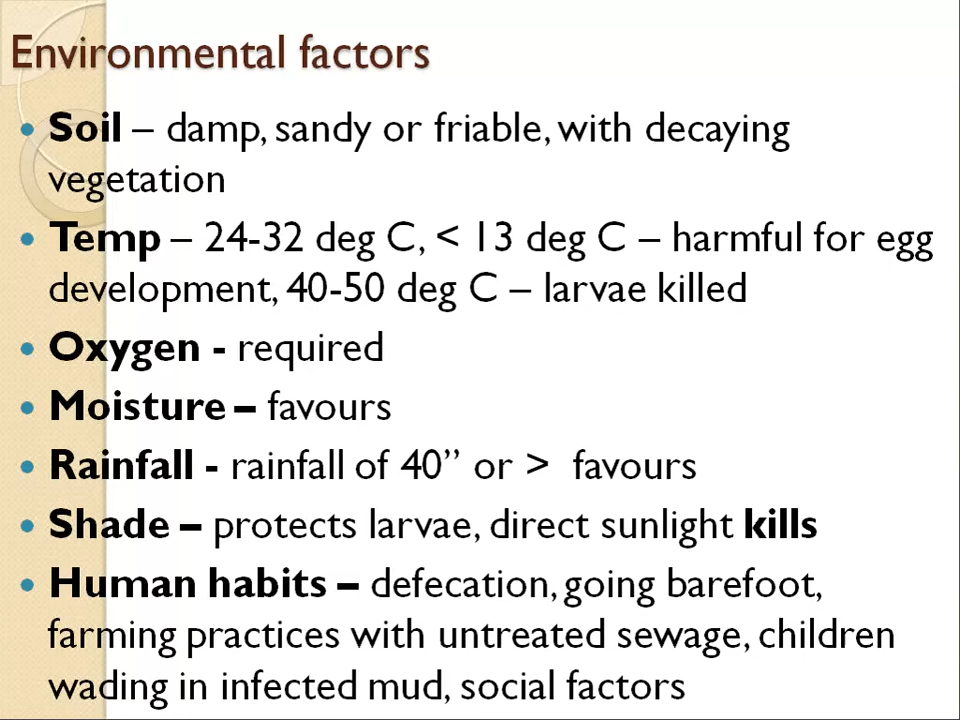 Environmental factors
• Soil – damp, sandy or friable, with decaying
vegetation
• Temp – 24-32 deg C, < 13 deg C – harmful for egg
development, 40-50 deg C – larvae killed
• Oxygen - required
• Moisture – favours
• Rainfall - rainfall of 40” or > favours
• Shade – protects larvae, direct sunlight kills
• Human habits – defecation, going barefoot,
farming practices with untreated sewage, children
wading in infected mud, social factors